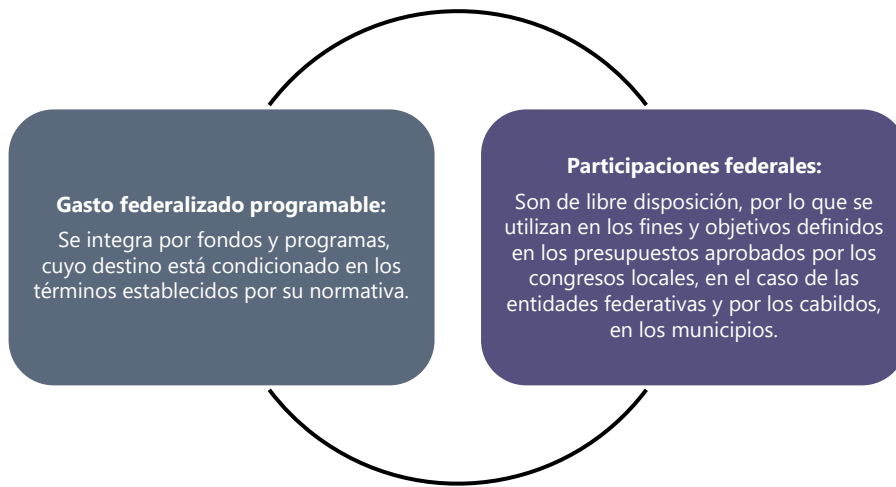 Gasto federalizado programable:
Se integra por fondos y programas,
cuyo destino está condicionado en los
términos establecidos por su normativa.
Participaciones federales:
Son de libre disposición, por lo que se
utilizan en los fines y objetivos definidos
en los presupuestos aprobados por los
congresos locales, en el caso de las
entidades federativas y por los cabildos,
en los municipios.